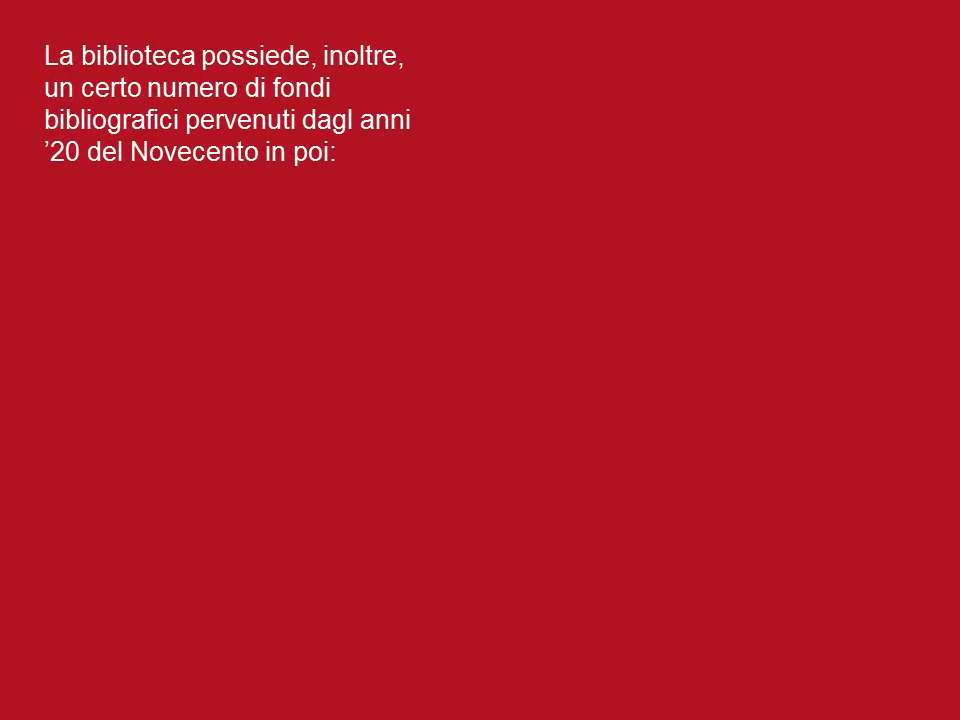 La biblioteca possiede, inoltre,
un certo numero di fondi
bibliografici pervenuti dagl anni
’20 del Novecento in poi: